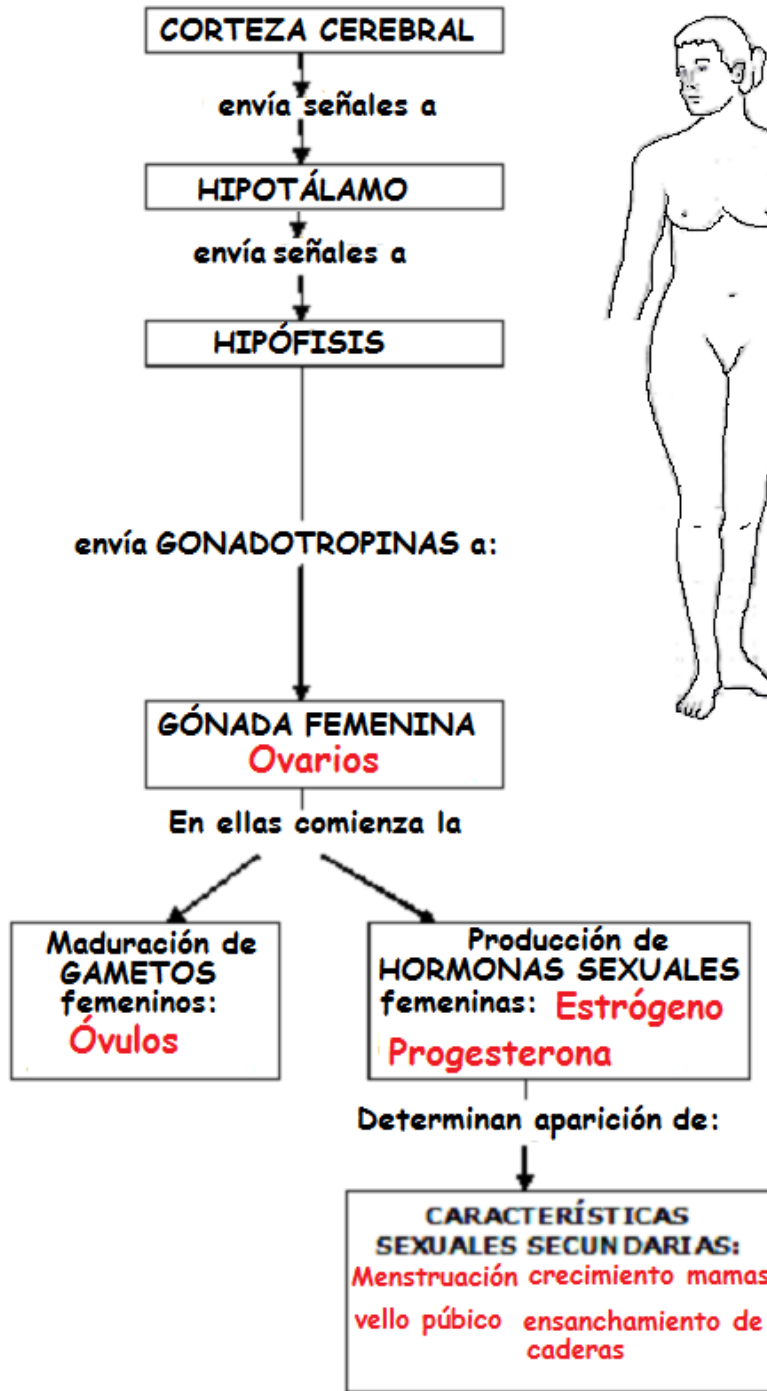 CORTEZA CEREBRAL
envía señales a
HIPOTÁLAMO
envía señales a
HIPÓFISIS
envía GONADOTROPINAS a:
GÓNADA FEMENINA
Ovarios
En ellas comienza la
Maduración de
GAMETOS
femeninos:
Óvulos
Producción de
HORMONAS SEXUALES
femeninas: Estrógeno
Progesterona
Determinan aparición de:
CARACTERÍSTICAS
SEXUALES SECUNDARIAS:
Menstruación crecimiento mamas
vello púbico ensanchamiento de
caderas